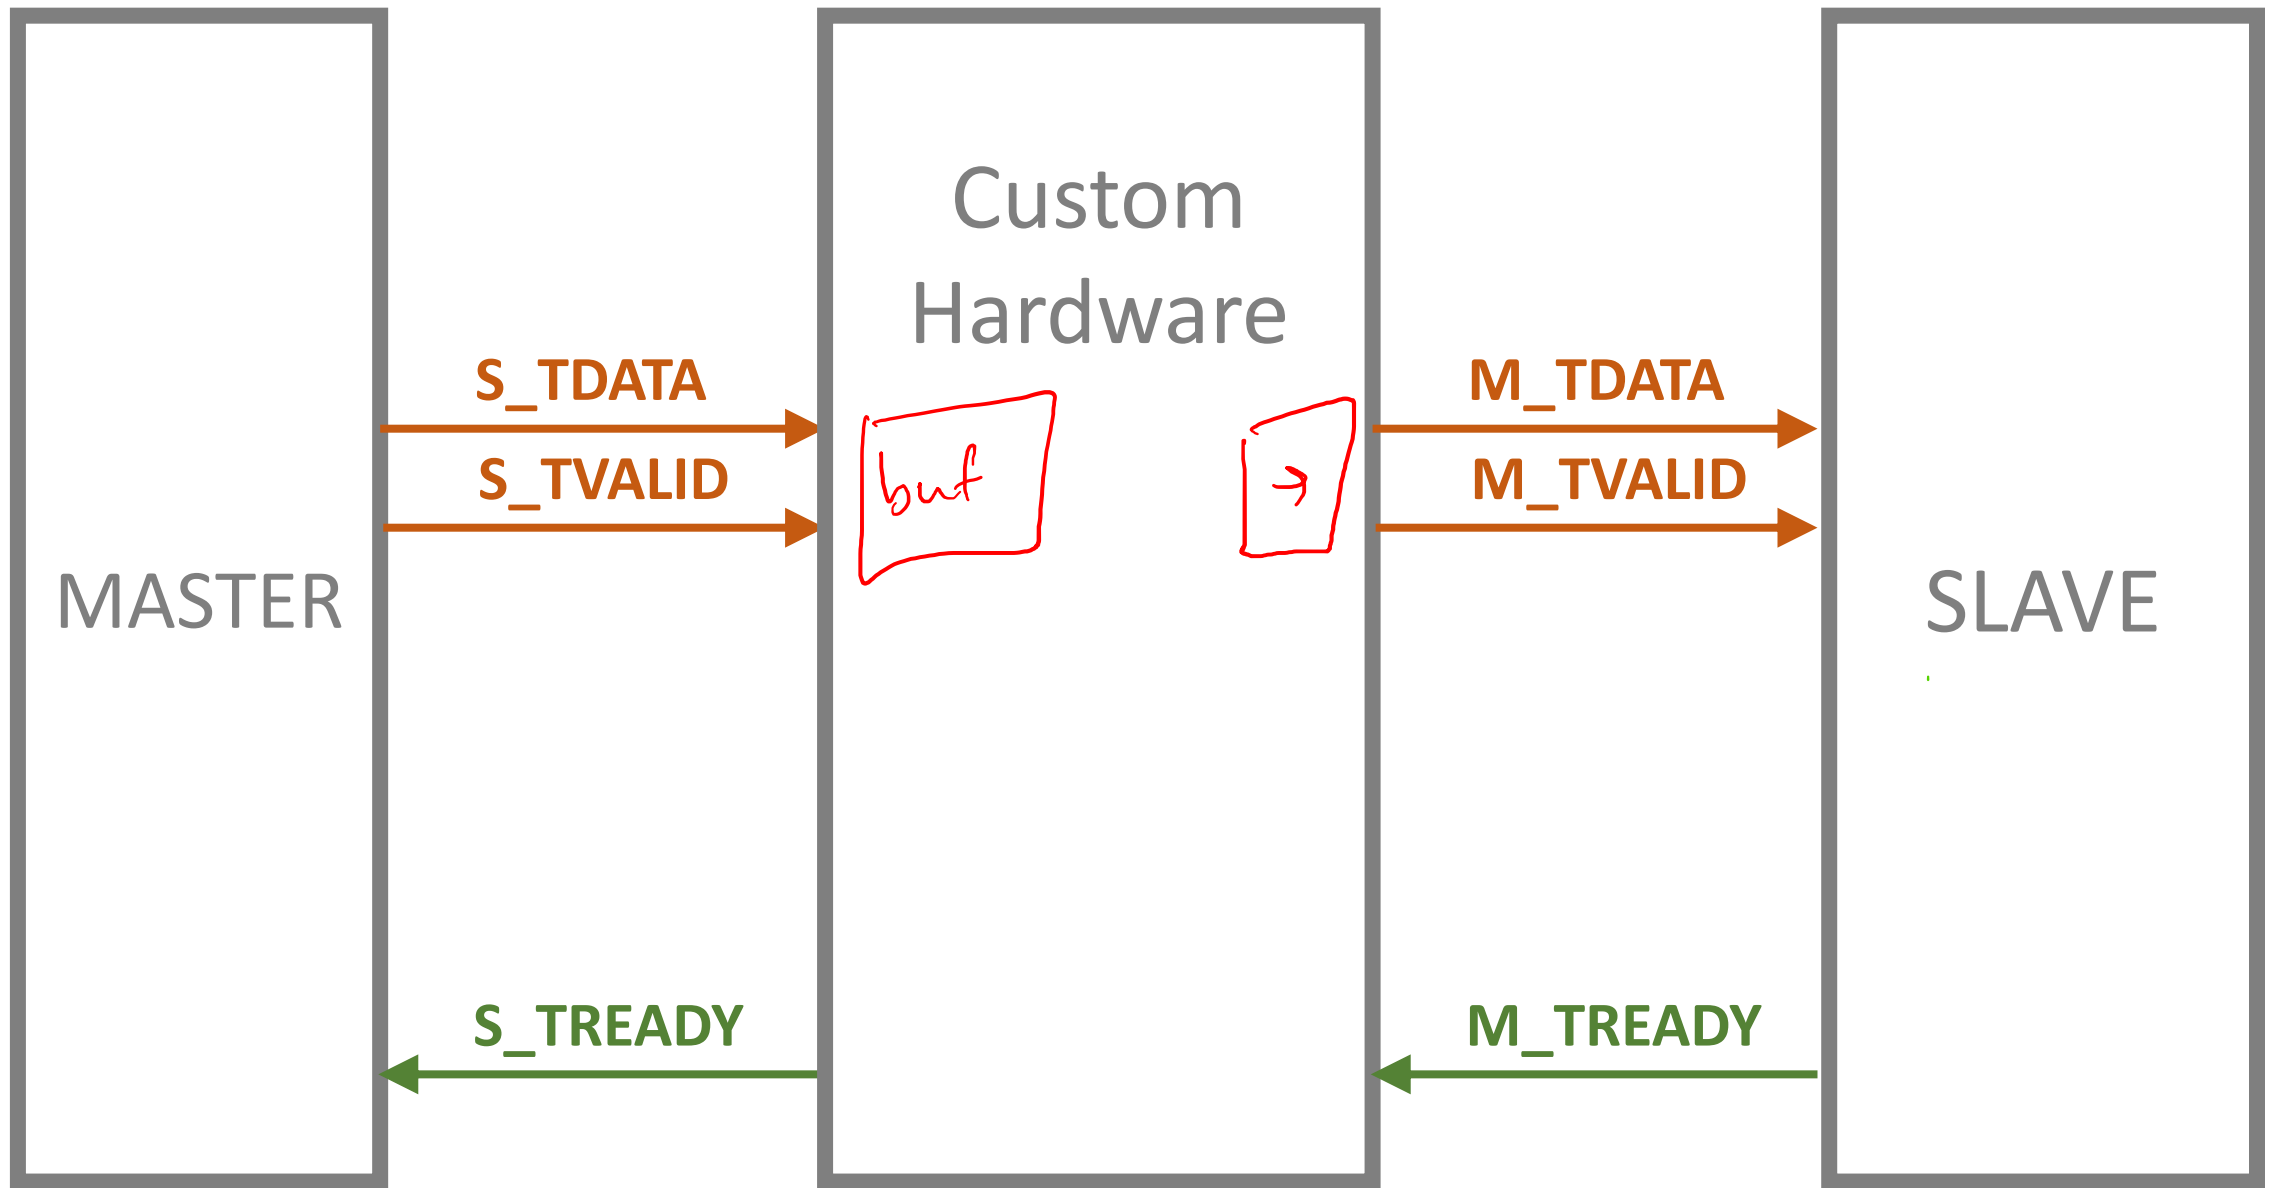 Custom
Hardware
S_TDATA
M_TDATA
S_TVALID
M_TVALID
buf
MASTER
SLAVE
S_TREADY
M_TREADY